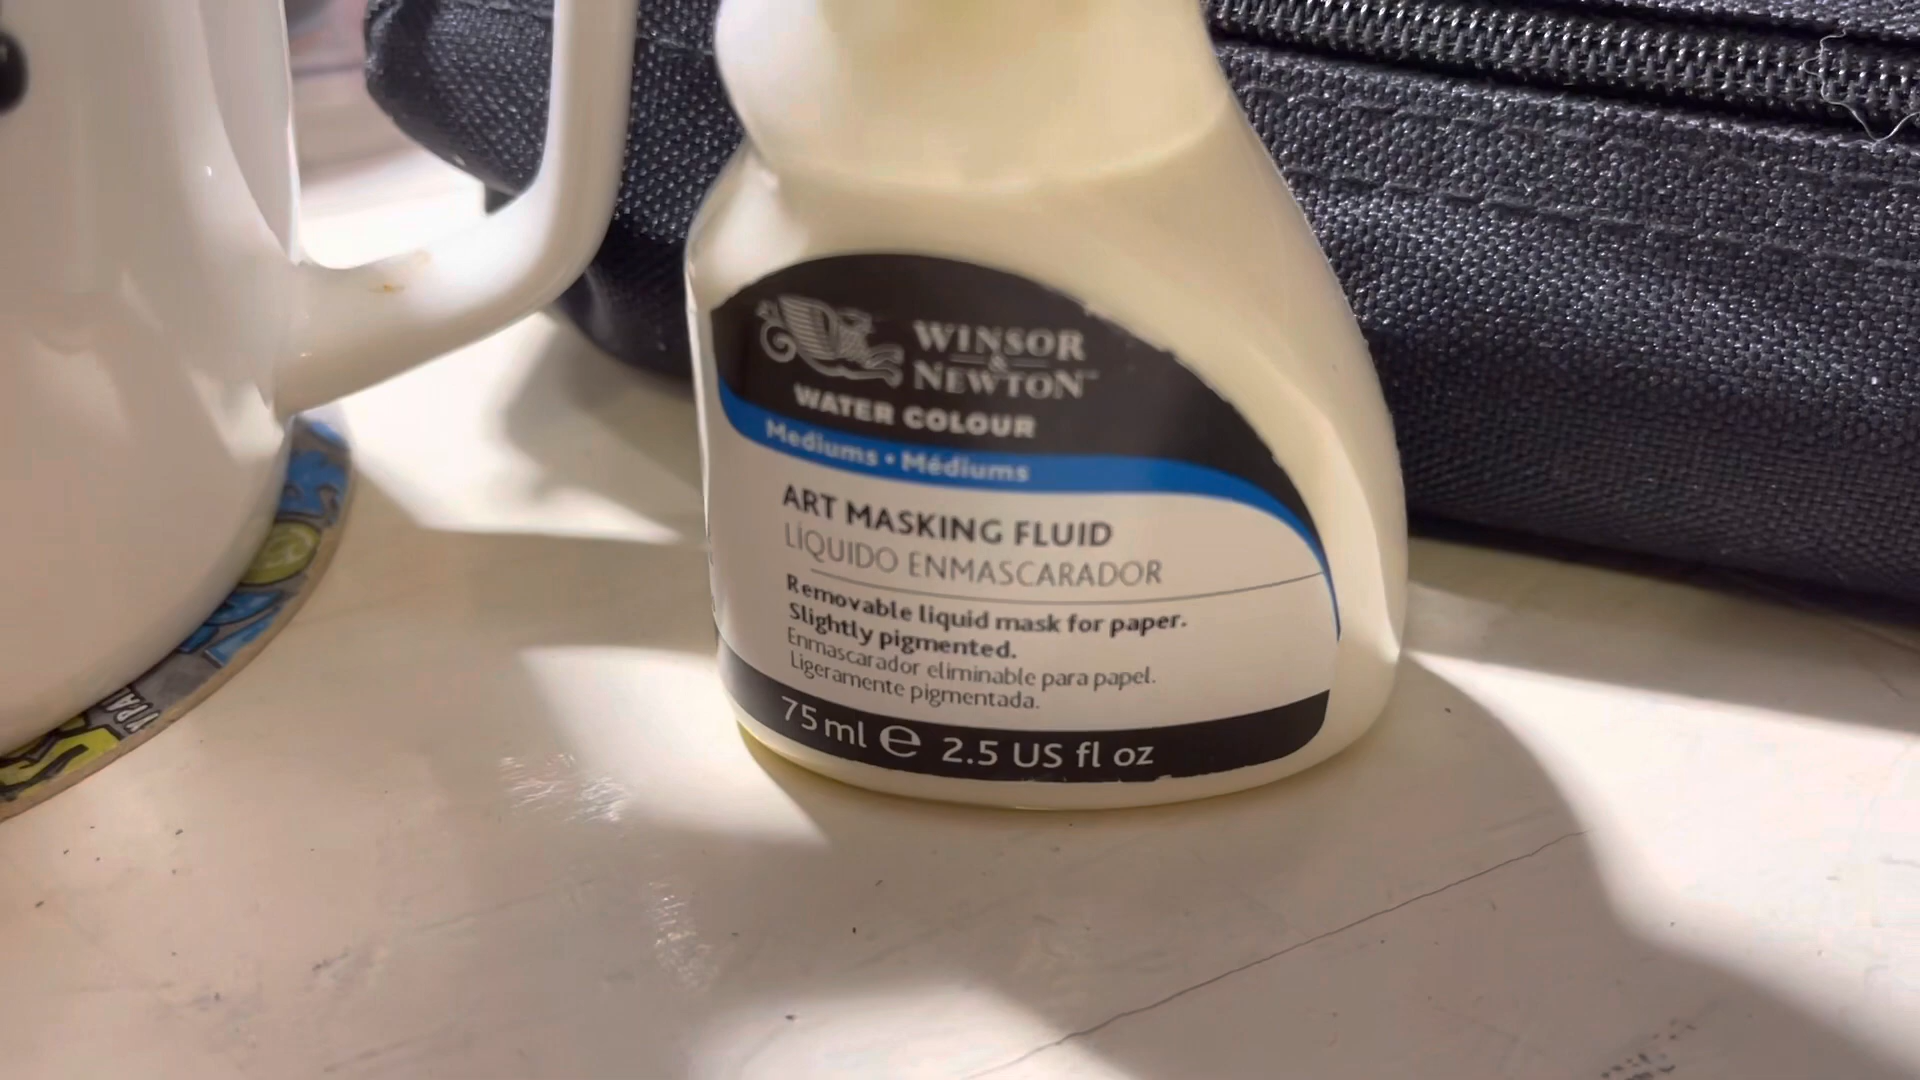 WINSOR
&
NEWTON™
WATER COLOUR
Mediums • Médiums
ART MASKING FLUID
LÍQUIDO ENMASCARADOR
Removable liquid mask for paper.
Slightly pigmented.
Enmascarador eliminable para papel.
Ligeramente pigmentada.
75 ml ℮ 2.5 US fl oz